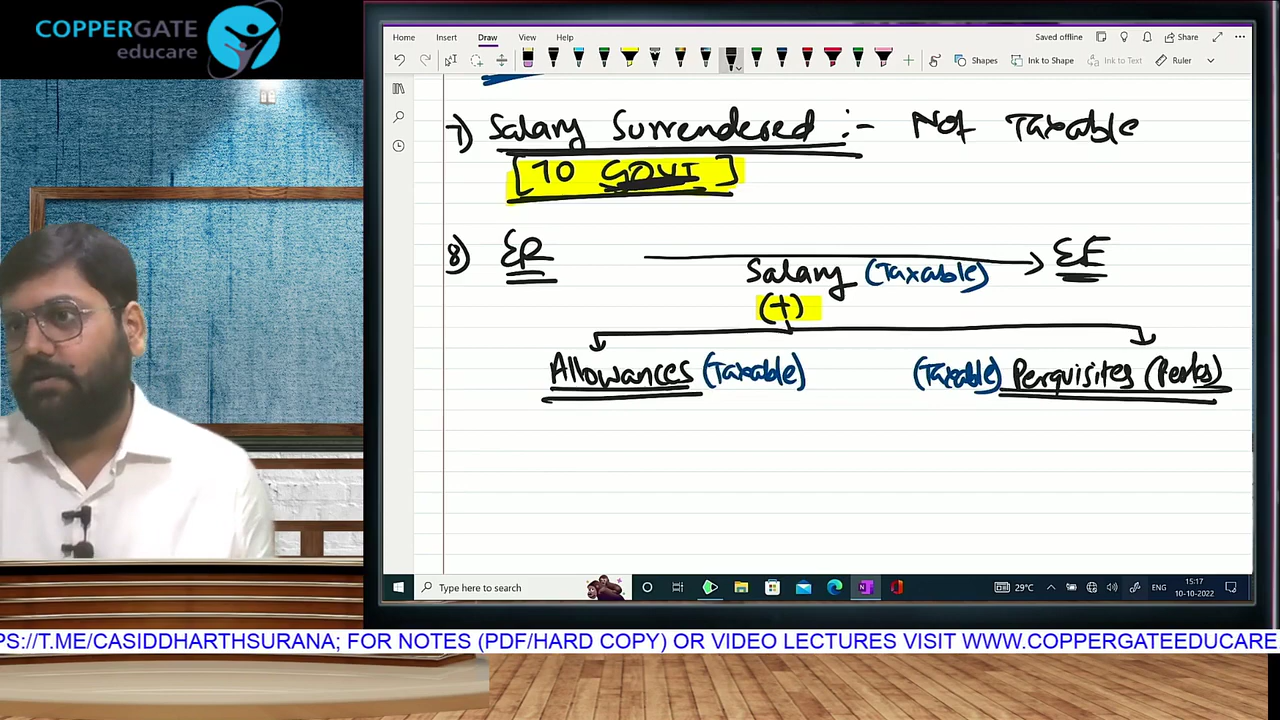 COPPERGATE
educare
Home Insert Draw View Help
Saved offline
Share
Shapes
Ink to Shape
Ink to Text
Ruler
7) Salary Surrendered :- Not Taxable
[TO GOVT]
8) ER EE
Salary (Taxable)
(+)
Allowances (Taxable) (Taxable) Perquisites (Perks)
Type here to search
29°C
ENG
15:17
10-10-2022
PS://T.ME/CASIDDHARTHSURANA; FOR NOTES (PDF/HARD COPY) OR VIDEO LECTURES VISIT WWW.COPPERGATEEDUCARE